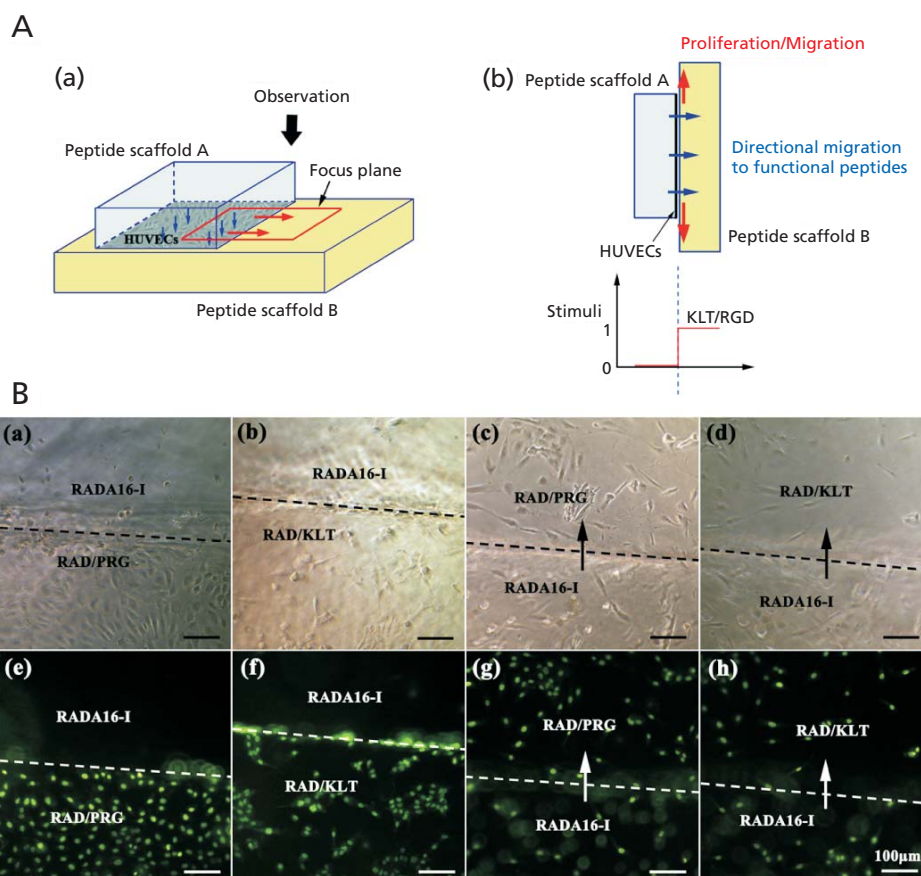 A
(a)
Observation
Peptide scaffold A
Focus plane
HUVECs
Peptide scaffold B
(b)
Proliferation/Migration
Peptide scaffold A
Directional migration
to functional peptides
Peptide scaffold B
HUVECs
Stimuli
KLT/RGD
1
0
B
(a)
RADA16-I
RAD/PRG
(b)
RADA16-I
RAD/KLT
(c)
RAD/PRG
RADA16-I
(d)
RAD/KLT
RADA16-I
(e)
RADA16-I
RAD/PRG
(f)
RADA16-I
RAD/KLT
(g)
RAD/PRG
RADA16-I
(h)
RAD/KLT
RADA16-I
100μm